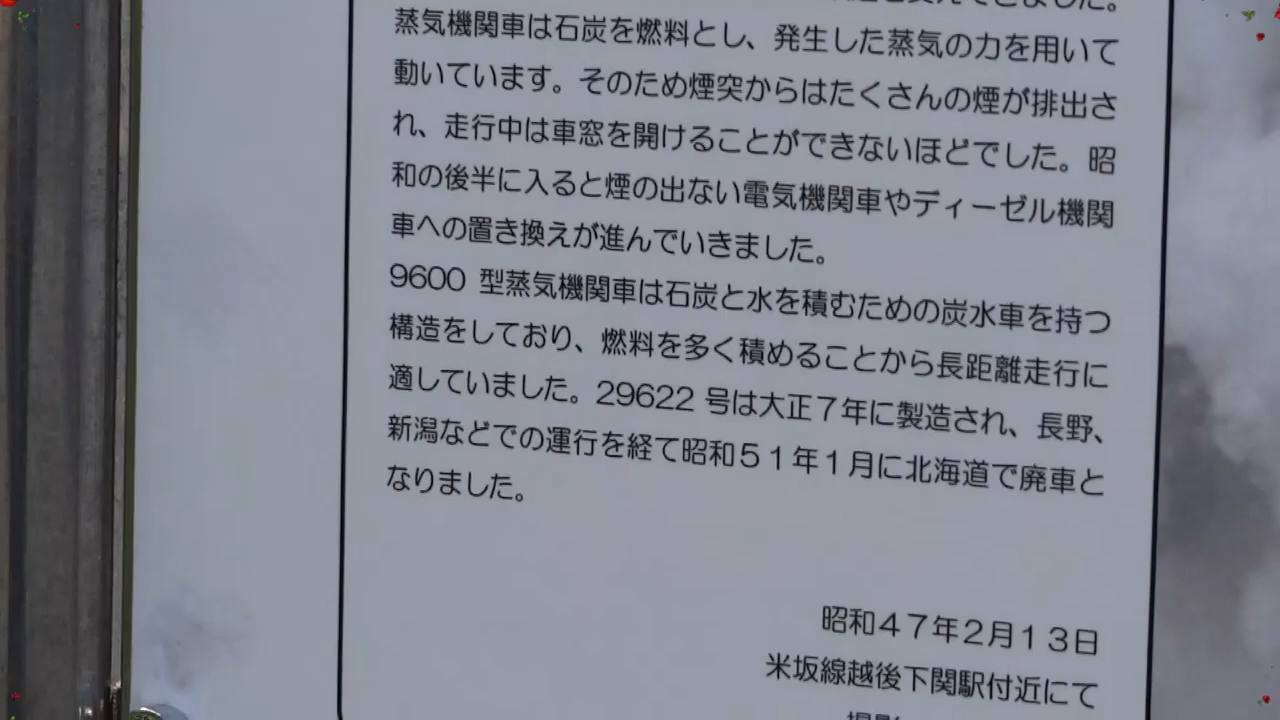 蒸気機関車は石炭を燃料とし、発生した蒸気の力を用いて
動いています。そのため煙突からはたくさんの煙が排出さ
れ、走行中は車窓を開けることができないほどでした。昭
和の後半に入ると煙の出ない電気機関車やディーゼル機関
車への置き換えが進んでいきました。
9600 型蒸気機関車は石炭と水を積むための炭水車を持つ
構造をしており、燃料を多く積めることから長距離走行に
適していました。29622 号は大正７年に製造され、長野、
新潟などでの運行を経て昭和５１年１月に北海道で廃車と
なりました。
昭和４７年２月１３日
米坂線越後下関駅付近にて